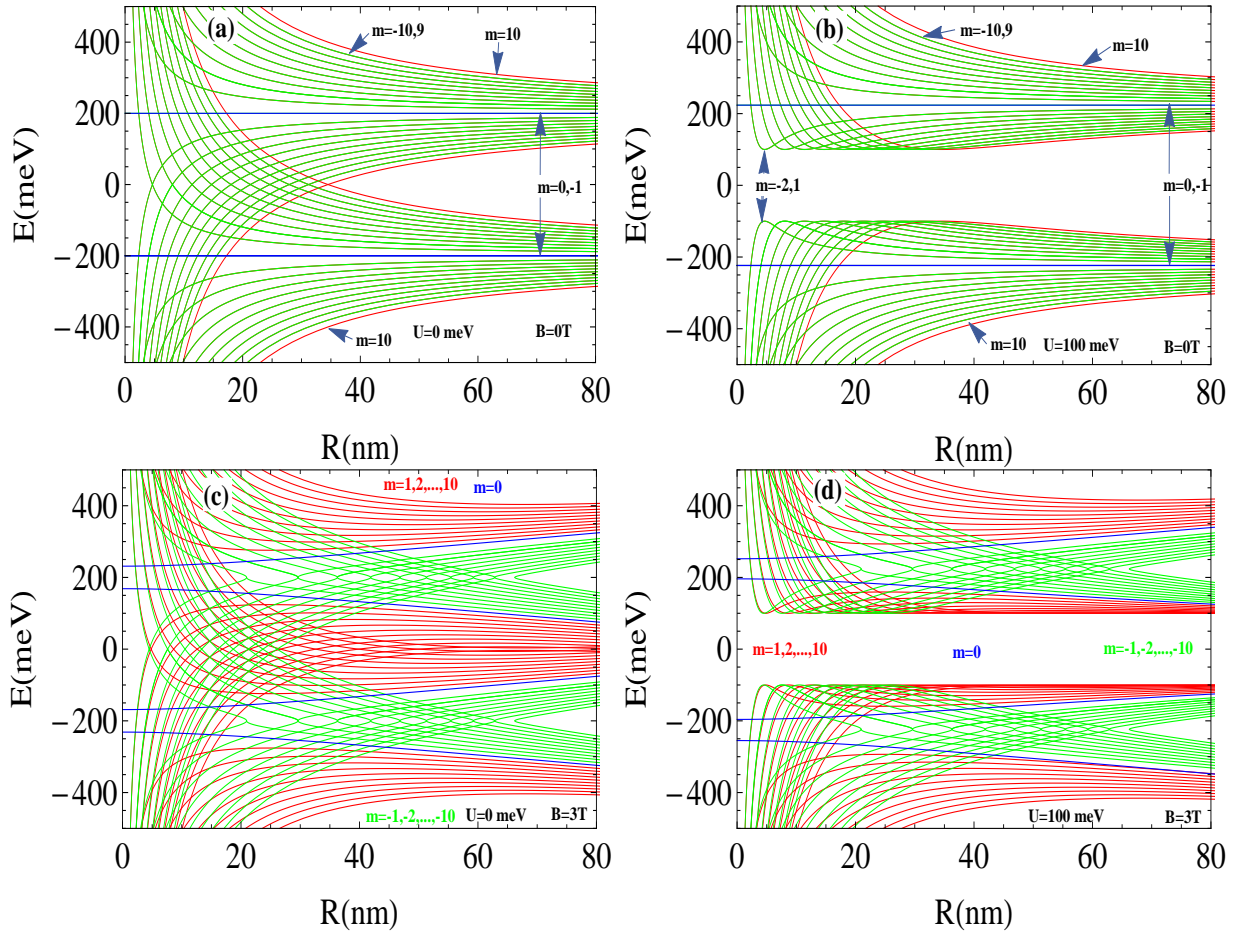 (a)
m=-10,9
m=10
m=0,-1
m=10
U=0 meV
B=0T
400
200
0
−200
−400
E(meV)
0 20 40 60 80
R(nm)
(b)
m=-10,9
m=10
m=-2,1
m=0,-1
m=10
U=100 meV
B=0T
400
200
0
−200
−400
E(meV)
0 20 40 60 80
R(nm)
(c)
m=1,2,...,10
m=0
m=-1,-2,...,-10
U=0 meV
B=3T
400
200
0
−200
−400
E(meV)
0 20 40 60 80
R(nm)
(d)
m=1,2,...,10
m=0
m=-1,-2,...,-10
U=100 meV
B=3T
400
200
0
−200
−400
E(meV)
0 20 40 60 80
R(nm)